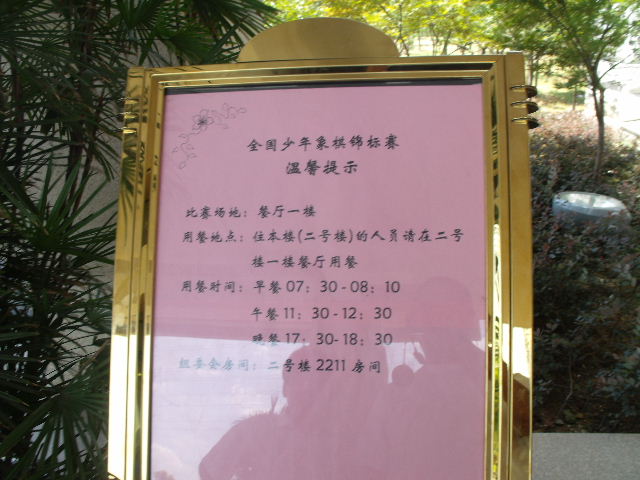 全国少年象棋锦标赛
温馨提示
比赛场地：餐厅一楼
用餐地点：住本楼(二号楼)的人员请在二号
楼一楼餐厅用餐
用餐时间：早餐 07：30-08：10
午餐 11：30-12：30
晚餐 17：30-18：30
组委会房间：二号楼 2211 房间